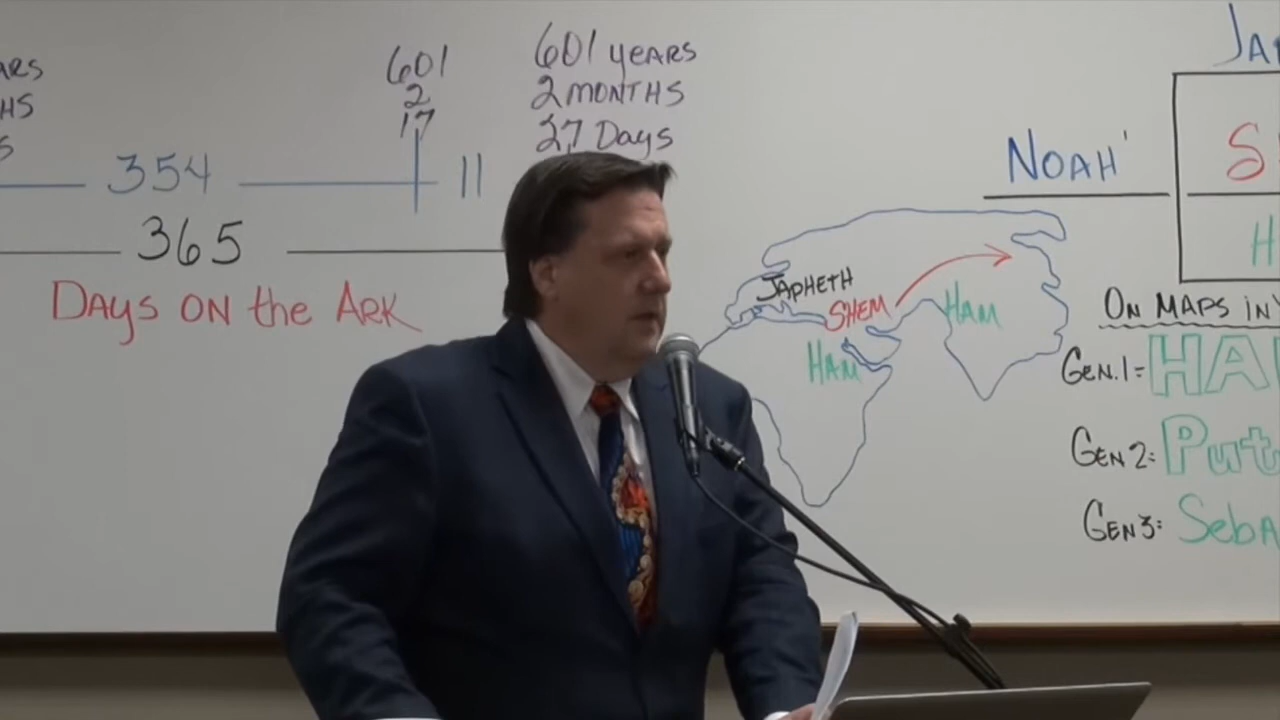 601
2
17
601 years
2 MONTHS
27 Days
354
11
365
DAYS ON the ARK
NOAH
JAPHETH
SHEM
HAM
HAM
ON MAPS IN
GEN.1=
GEN 2:
Put
GEN 3: